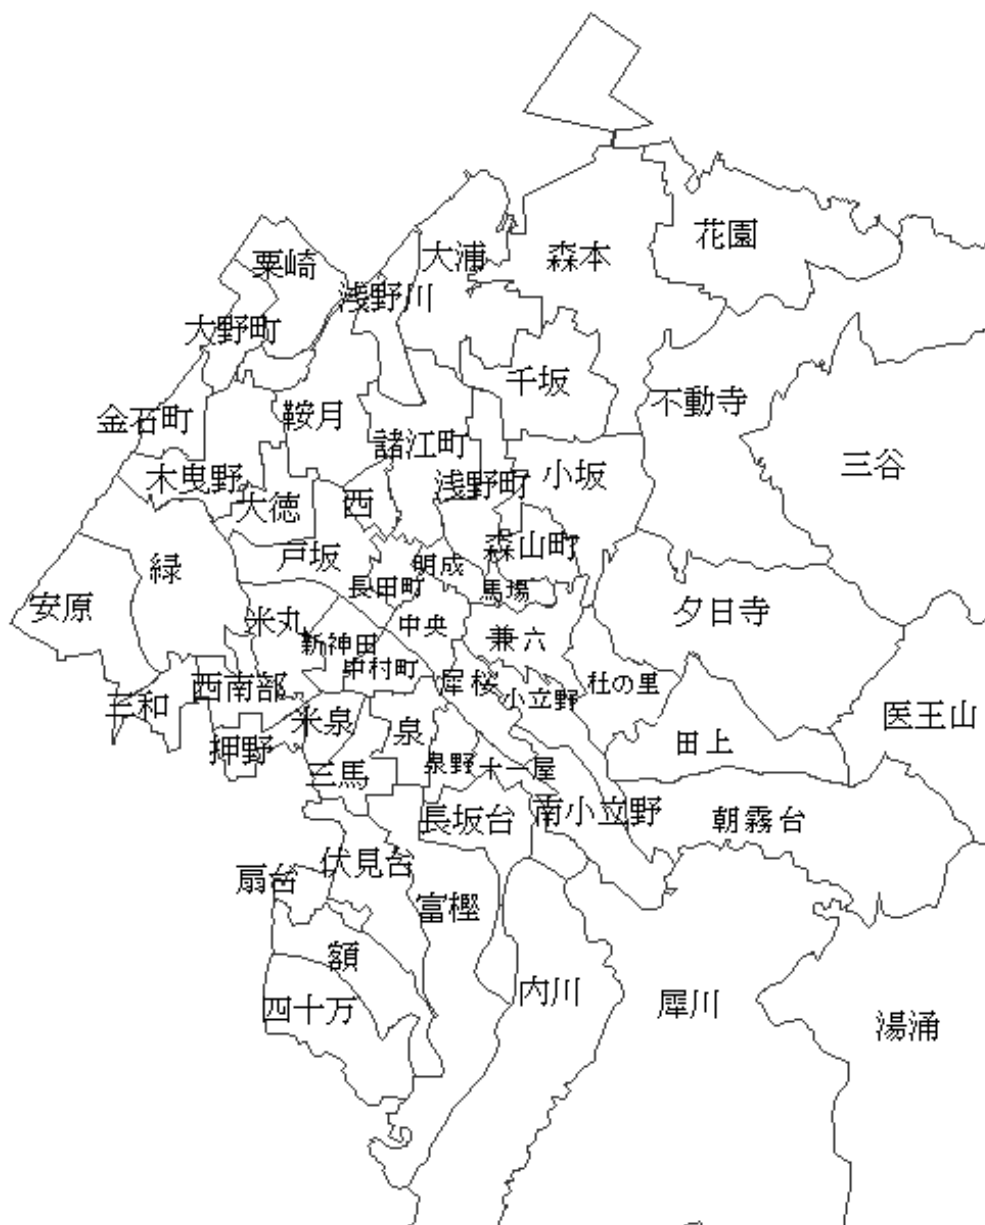 花園
大浦
森本
粟崎
浅野川
大野町
千坂
不動寺
金石町
鞍月
諸江町
三谷
木曳野
浅野町
小坂
大徳
西
森山町
戸坂
明成
緑
長田町
馬場
安原
米丸
中央
夕日寺
新神田
兼六
中村町
西南部
犀桜
小立野
杜の里
三和
米泉
泉
医王山
押野
田上
三馬
泉野
十一屋
長坂台
南小立野
朝霧台
伏見台
扇台
富樫
額
内川
犀川
四十万
湯涌